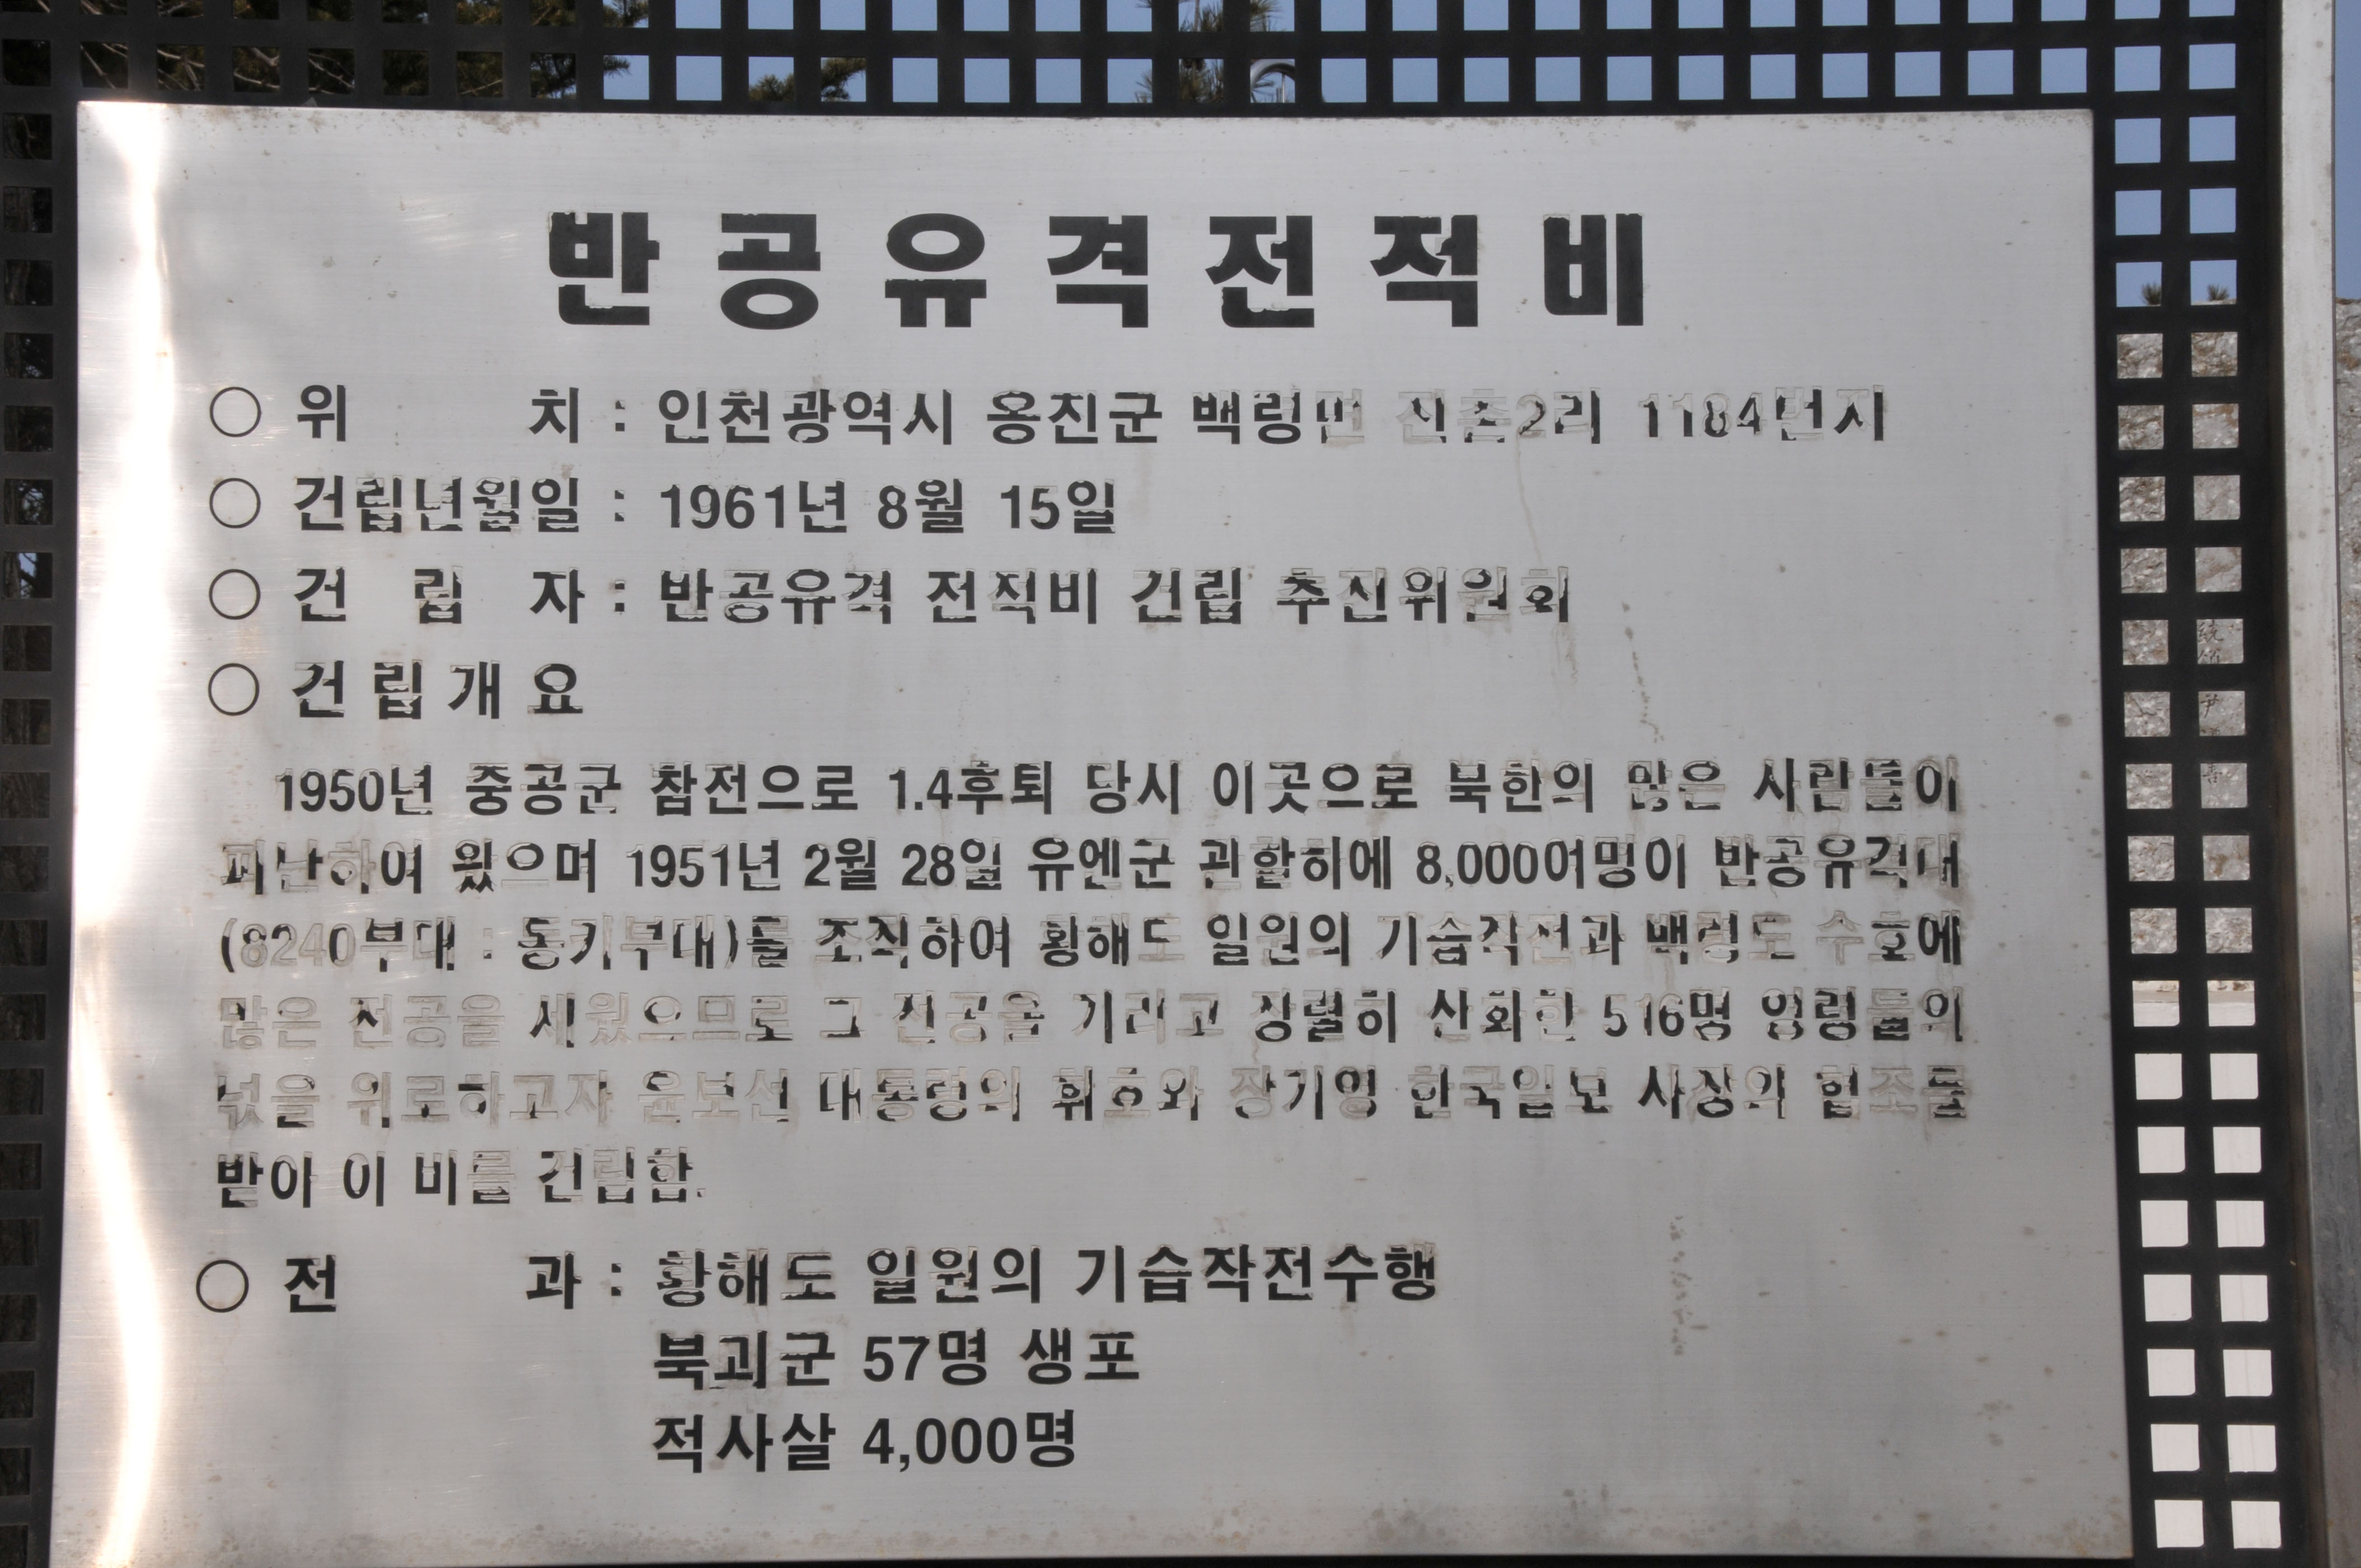 반공유격전적비
○ 위 치 : 인천광역시 옹진군 백령면 진촌2리 1184번지
○ 건립년월일 : 1961년 8월 15일
○ 건 립 자 : 반공유격 전적비 건립 추진위원회
○ 건립개요
1950년 중공군 참전으로 1.4후퇴 당시 이곳으로 북한의 많은 사람들이
피난하여 왔으며 1951년 2월 28일 유엔군 관할하에 8,000여명이 반공유격대
(8240부대 : 동키부대)를 조직하여 황해도 일원의 기습작전과 백령도 수호에
많은 전공을 세웠으므로 그 전공을 기리고 장렬히 산화한 516명 영령들의
넋을 위로하고자 윤보선 대통령의 휘호와 장기영 한국일보 사장의 협조를
받아 이 비를 건립함.
○ 전 과 : 황해도 일원의 기습작전수행
북괴군 57명 생포
적사살 4,000명